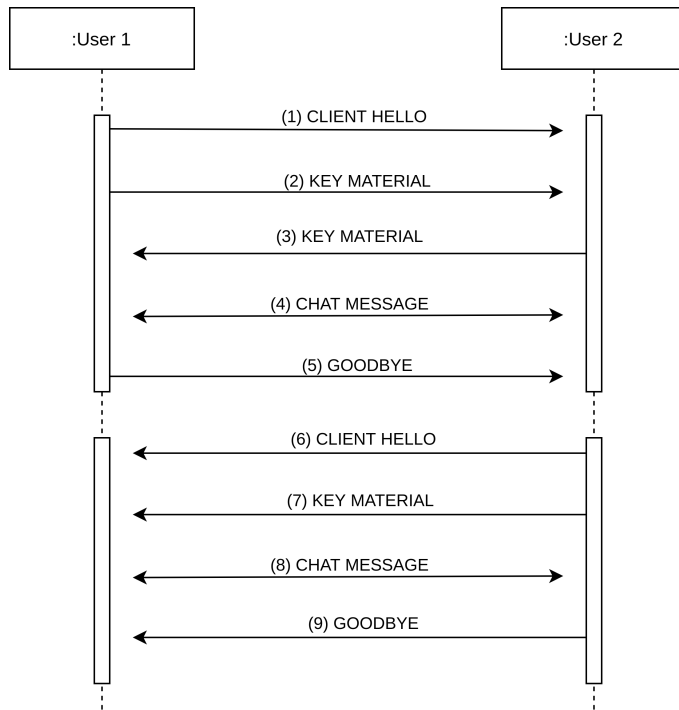 :User 1
:User 2
(1) CLIENT HELLO
(2) KEY MATERIAL
(3) KEY MATERIAL
(4) CHAT MESSAGE
(5) GOODBYE
(6) CLIENT HELLO
(7) KEY MATERIAL
(8) CHAT MESSAGE
(9) GOODBYE